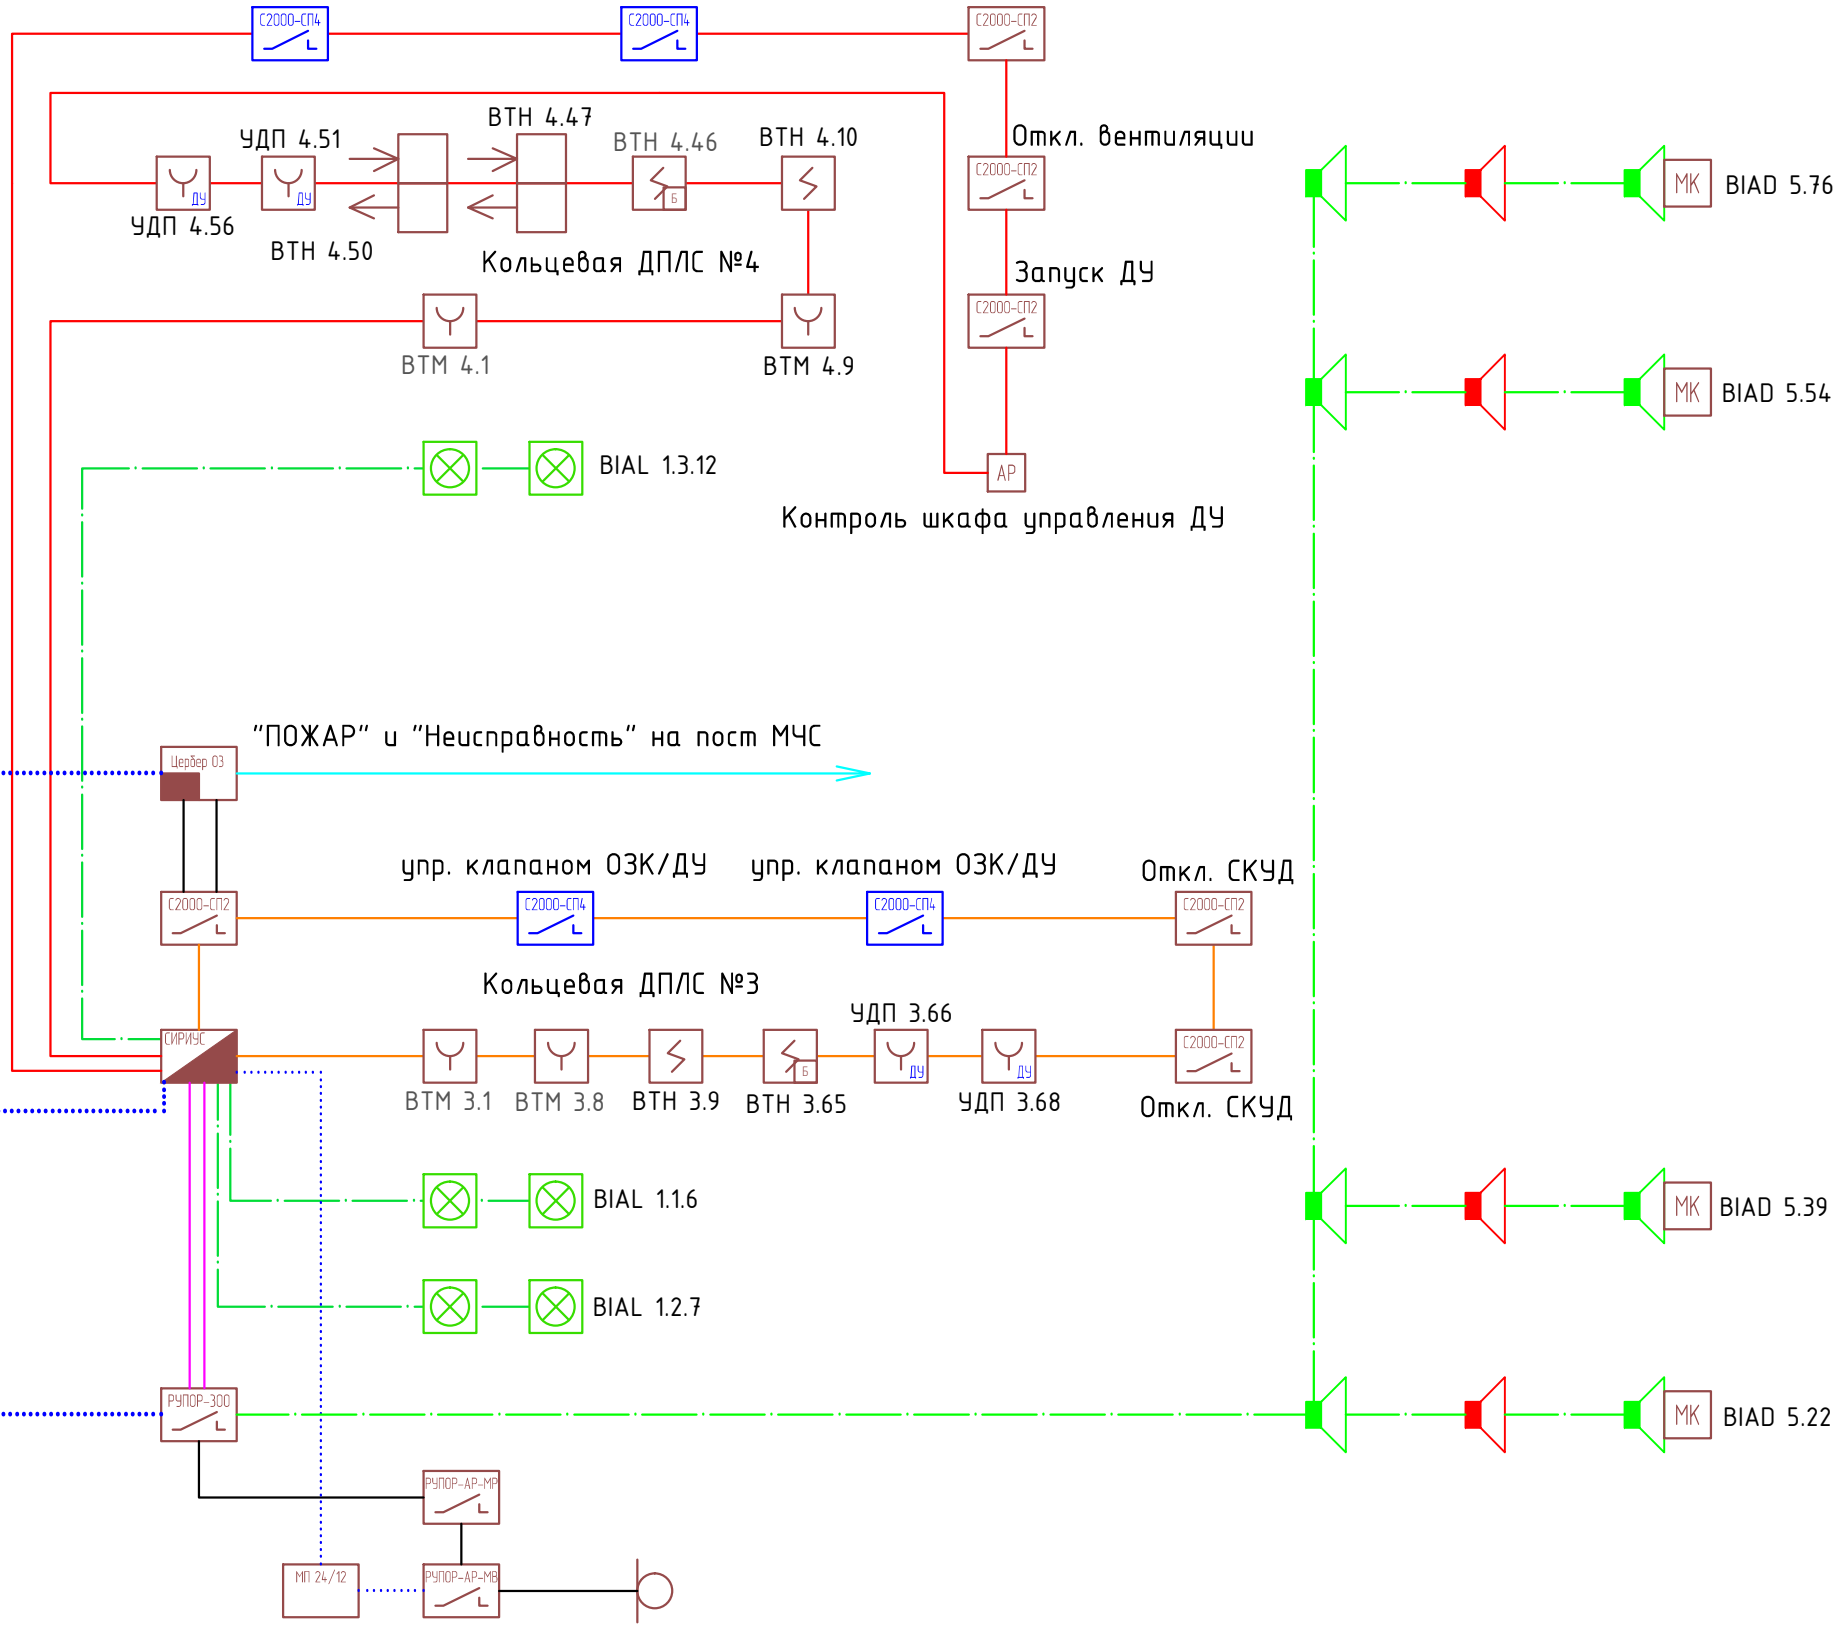 С2000-СП4
С2000-СП4
С2000-СП2
ВТН 4.47
УДП 4.51
ВТН 4.46
ВТН 4.10
Откл. вентиляции
С2000-СП2
ДУ
ДУ
Б
МК
BIAD 5.76
УДП 4.56
ВТН 4.50
Кольцевая ДПЛС №4
Запуск ДУ
С2000-СП2
ВТМ 4.1
ВТМ 4.9
МК
BIAD 5.54
BIAL 1.3.12
АР
Контроль шкафа управления ДУ
"ПОЖАР" и "Неисправность" на пост МЧС
Цербер 03
упр. клапаном ОЗК/ДУ
упр. клапаном ОЗК/ДУ
Откл. СКУД
С2000-СП2
С2000-СП4
С2000-СП4
С2000-СП2
Кольцевая ДПЛС №3
УДП 3.66
СИРИУС
С2000-СП2
Б
ДУ
ДУ
ВТМ 3.1
ВТМ 3.8
ВТН 3.9
ВТН 3.65
УДП 3.68
Откл. СКУД
BIAL 1.1.6
МК
BIAD 5.39
BIAL 1.2.7
РУПОР-300
МК
BIAD 5.22
РУПОР-АР-МР
МП 24/12
РУПОР-АР-МВ